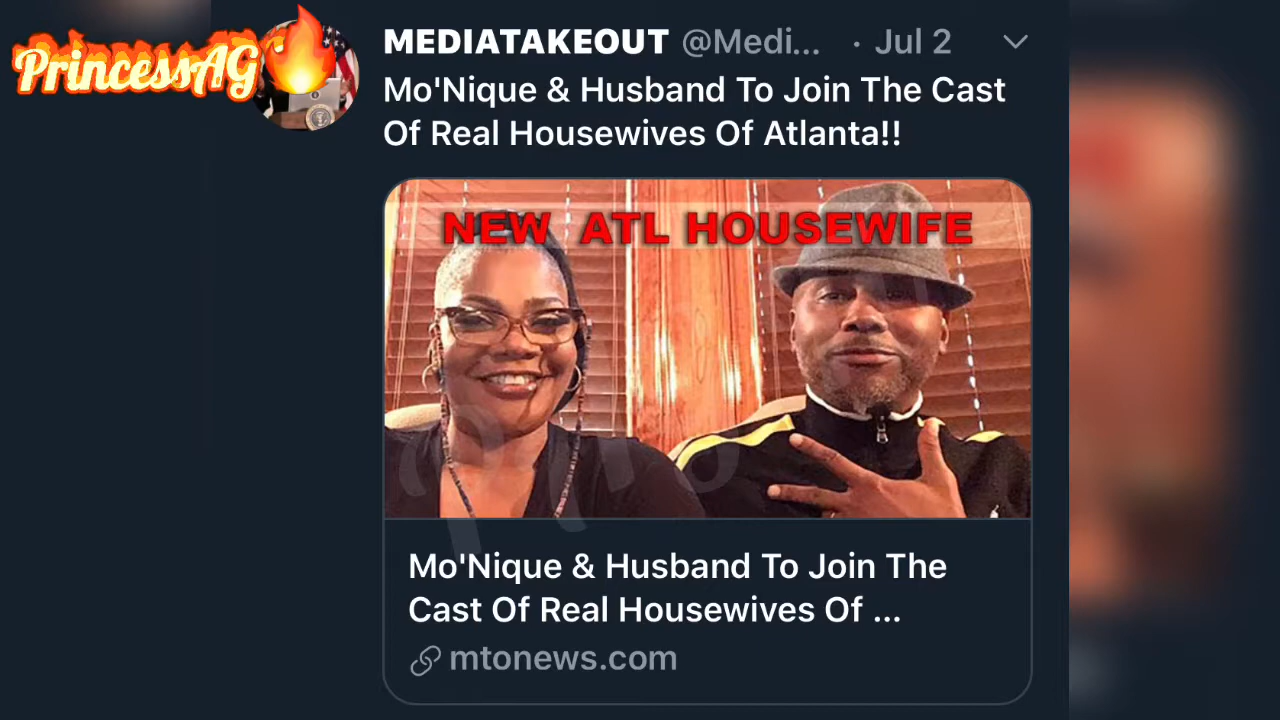 PrincessAG
MEDIATAKEOUT @Medi... · Jul 2
Mo'Nique & Husband To Join The Cast
Of Real Housewives Of Atlanta!!
NEW ATL HOUSEWIFE
Mo'Nique & Husband To Join The
Cast Of Real Housewives Of ...
mtonews.com